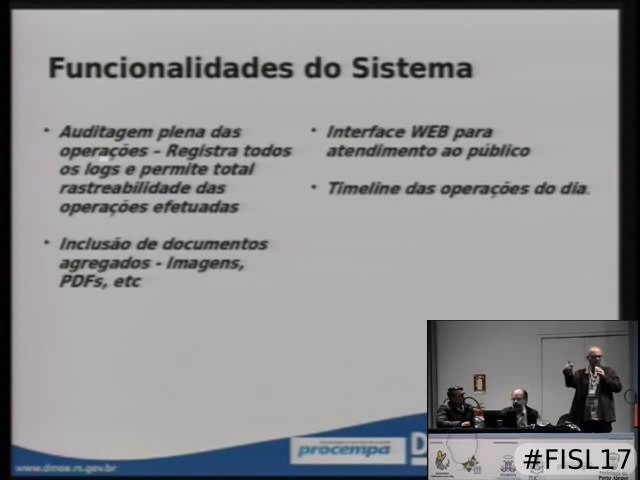 Funcionalidades do Sistema
• Auditagem plena das
operações – Registra todos
os logs e permite total
rastreabilidade das
operações efetuadas
• Inclusão de documentos
agregados - Imagens,
PDFs, etc
• Interface WEB para
atendimento ao público
• Timeline das operações do dia.
www.dmae.rs.gov.br
procempa
D
#FISL17